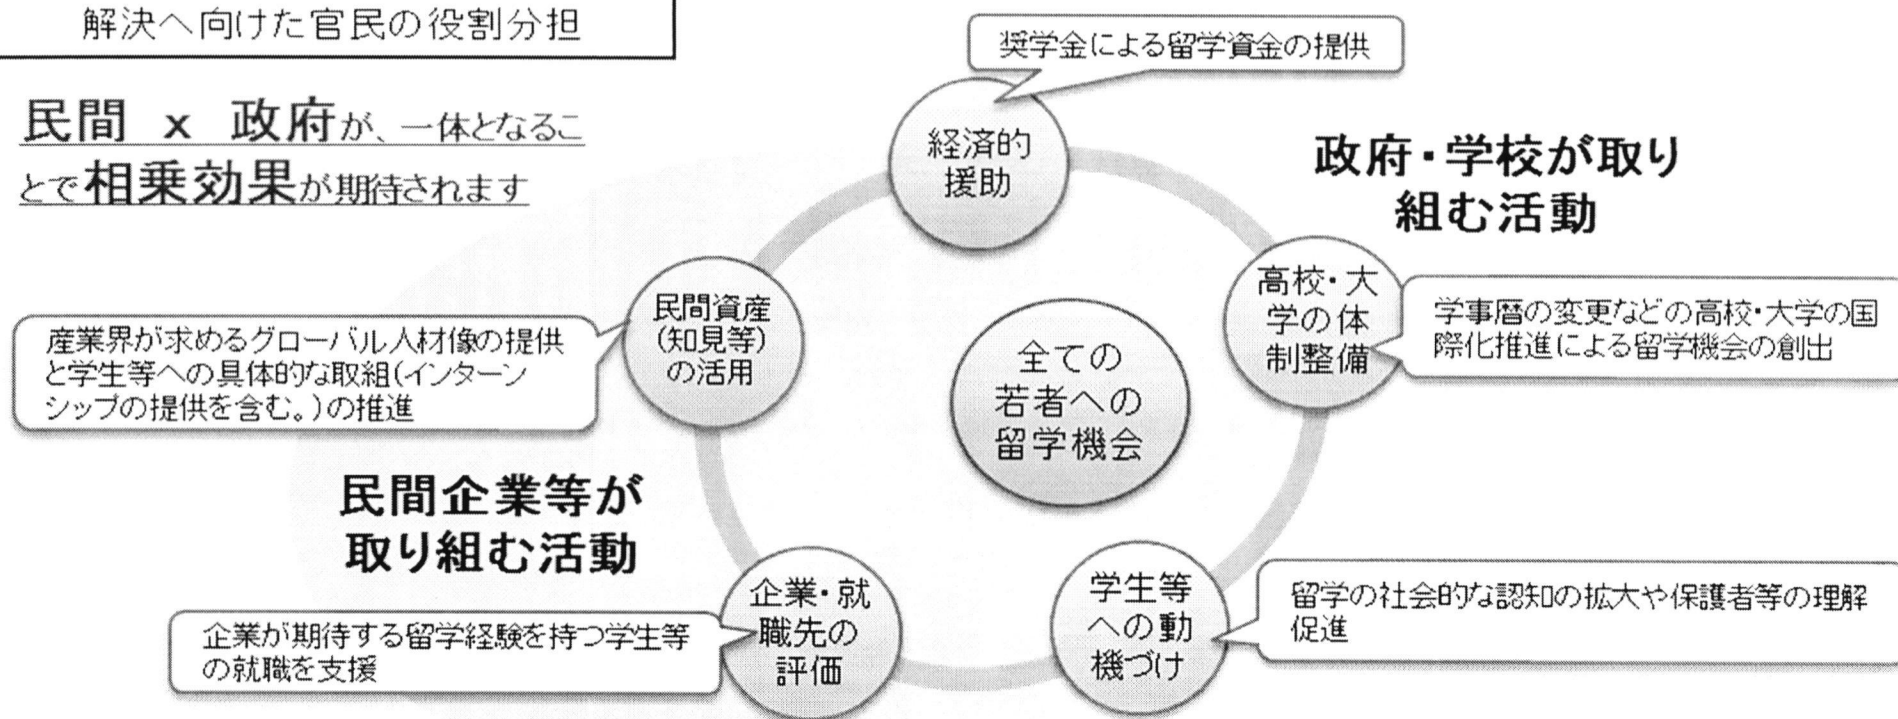 解決へ向けた官民の役割分担
民間 x 政府が、一体となるこ
とで相乗効果が期待されます
奨学金による留学資金の提供
経済的
援助
政府・学校が取り
組む活動
高校・大
学の体
制整備
学事暦の変更などの高校・大学の国
際化推進による留学機会の創出
民間資産
(知見等)
の活用
産業界が求めるグローバル人材像の提供
と学生等への具体的な取組(インターン
シップの提供を含む。)の推進
全ての
若者への
留学機会
民間企業等が
取り組む活動
企業・就
職先の
評価
企業が期待する留学経験を持つ学生等
の就職を支援
学生等
への動
機づけ
留学の社会的な認知の拡大や保護者等の理解
促進